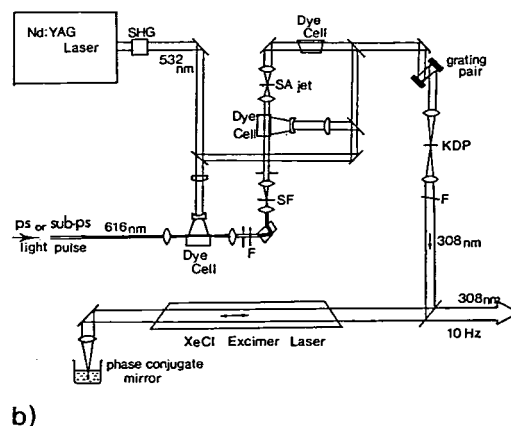 Nd:YAG
Laser
SHG
532
nm
Dye
Cell
SA jet
Dye
Cell
grating
pair
KDP
SF
F
ps or sub-ps
light pulse
616nm
Dye
Cell
F
308nm
308nm
10 Hz
XeCl Excimer Laser
phase conjugate
mirror
b)